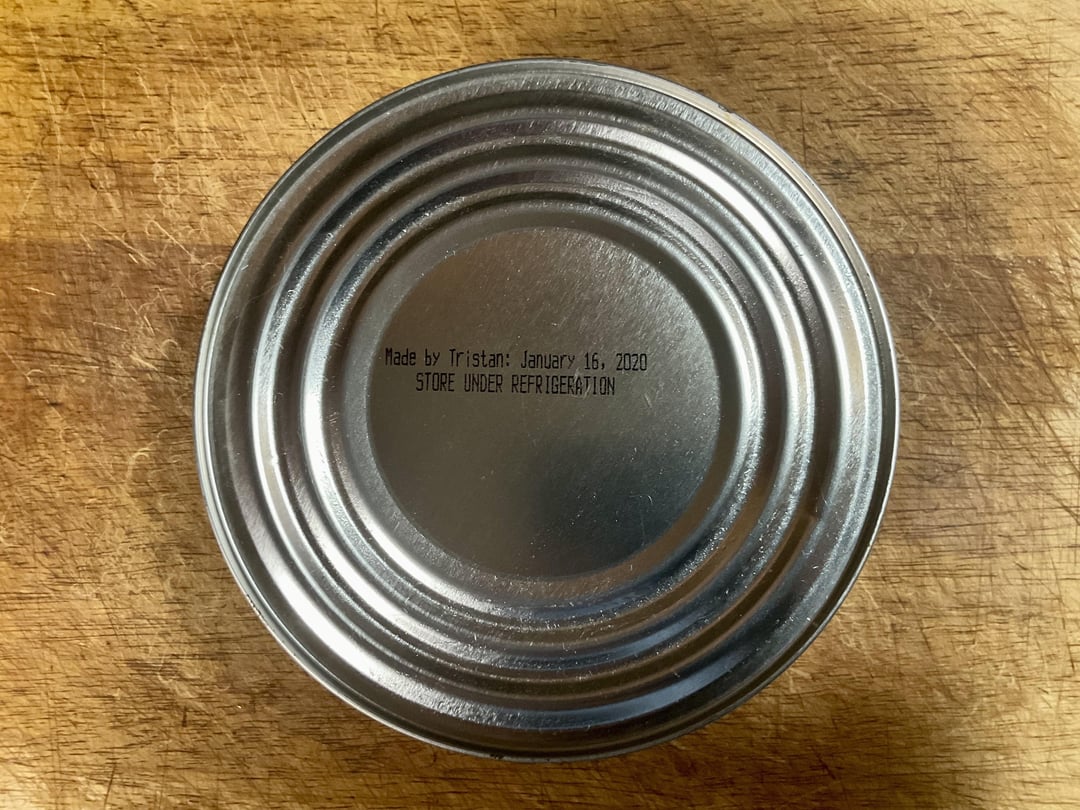 Made by Tristan: January 16, 2020
STORE UNDER REFRIGERATION